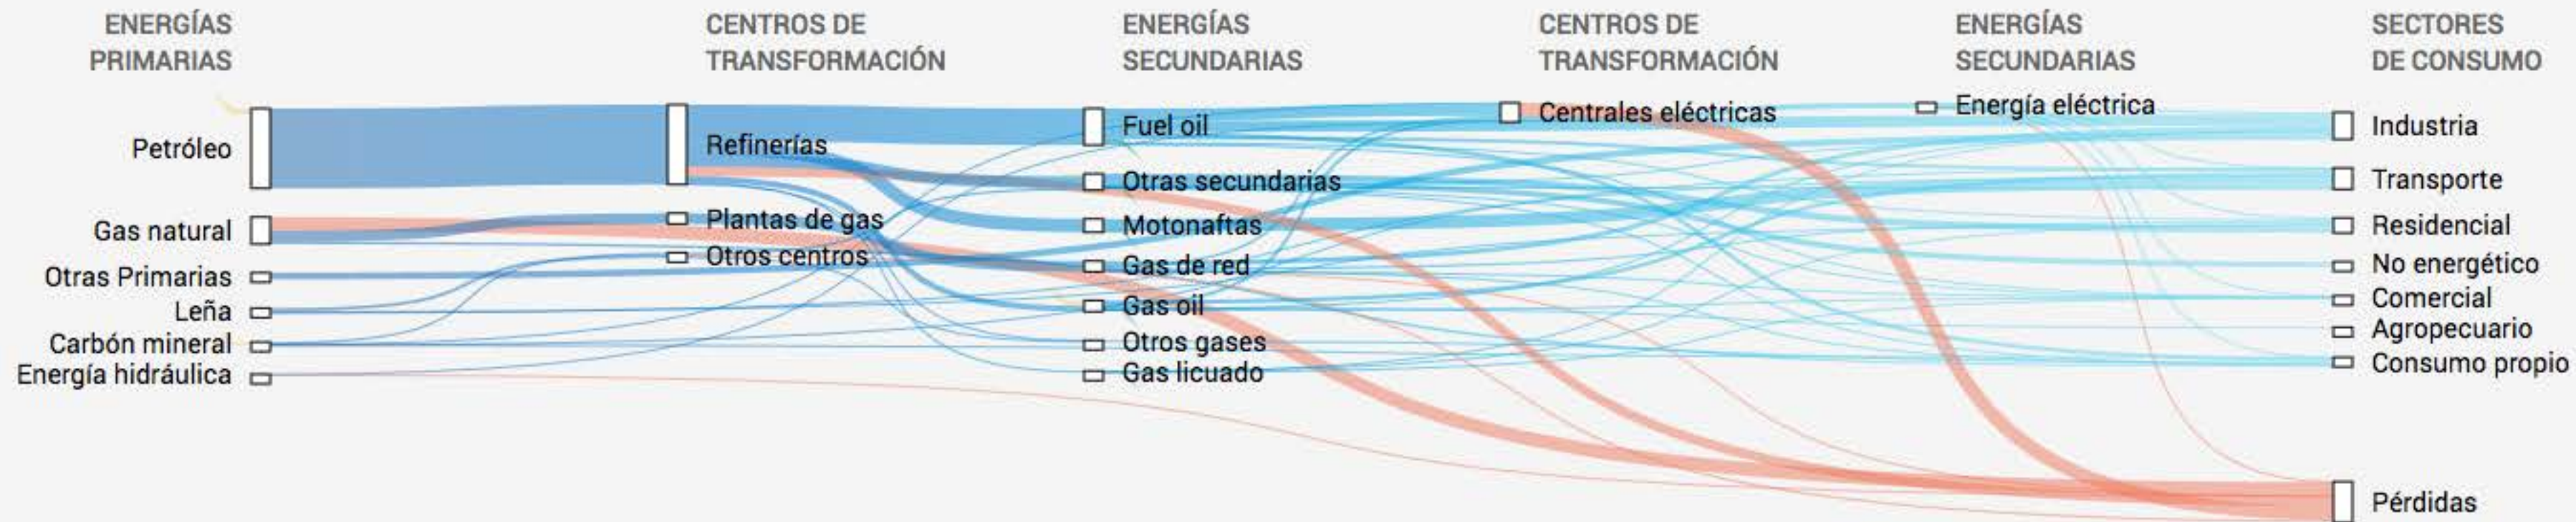 ENERGÍAS
PRIMARIAS
CENTROS DE
TRANSFORMACIÓN
ENERGÍAS
SECUNDARIAS
CENTROS DE
TRANSFORMACIÓN
ENERGÍAS
SECUNDARIAS
SECTORES
DE CONSUMO
Petróleo
Gas natural
Otras Primarias
Leña
Carbón mineral
Energía hidráulica
Refinerías
Plantas de gas
Otros centros
Fuel oil
Otras secundarias
Motonaftas
Gas de red
Gas oil
Otros gases
Gas licuado
Centrales eléctricas
Energía eléctrica
Industria
Transporte
Residencial
No energético
Comercial
Agropecuario
Consumo propio
Pérdidas